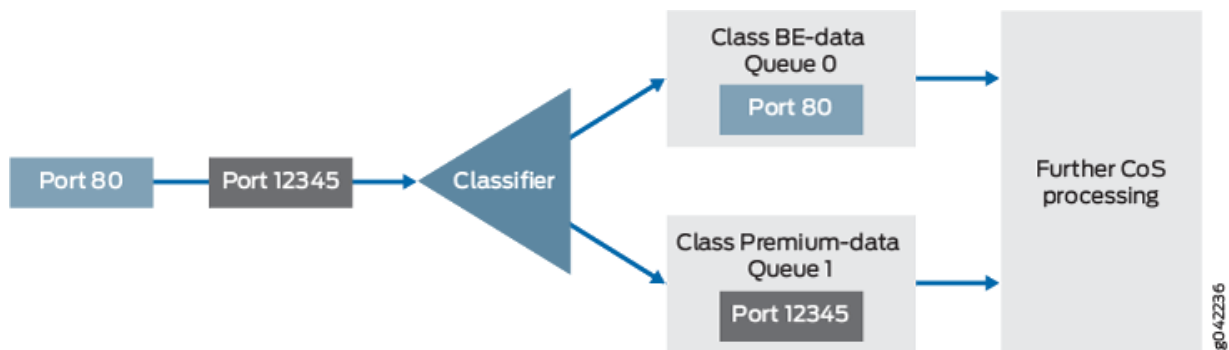 Port 80
Port 12345
Classifier
Class BE-data
Queue 0
Port 80
Class Premium-data
Queue 1
Port 12345
Further CoS
processing
g042236